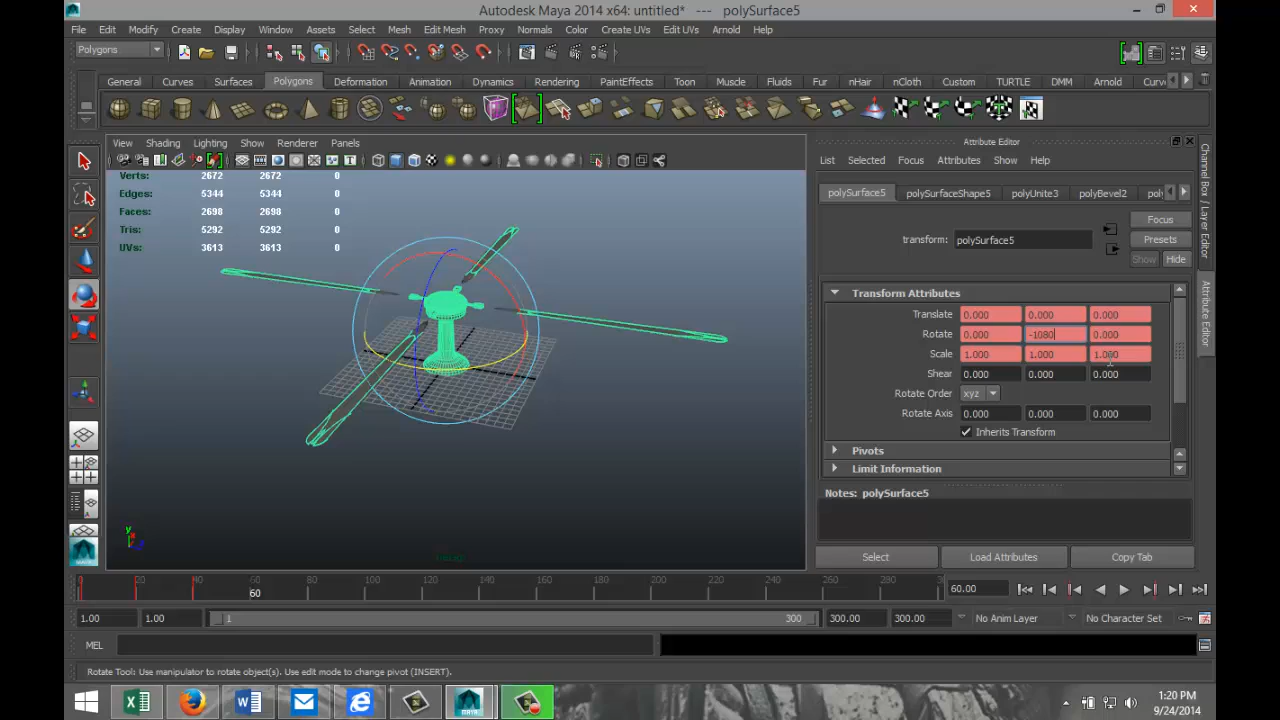 Autodesk Maya 2014 x64: untitled* --- polySurface5
File Edit Modify Create Display Window Assets Select Mesh Edit Mesh Proxy Normals Color Create UVs Edit UVs Arnold Help
Polygons
General Curves Surfaces Polygons Deformation Animation Dynamics Rendering PaintEffects Toon Muscle Fluids Fur nHair nCloth Custom TURTLE DMM Arnold Curv
View Shading Lighting Show Renderer Panels
Verts: 2672 2672 0
Edges: 5344 5344 0
Faces: 2698 2698 0
Tris: 5292 5292 0
UVs: 3613 3613 0
y
Attribute Editor
List Selected Focus Attributes Show Help
polySurface5 polySurfaceShape5 polyUnite3 polyBevel2 poly
Focus
transform: polySurface5
Presets
Show Hide
Transform Attributes
Translate 0.000 0.000 0.000
Rotate 0.000 -1080 0.000
Scale 1.000 1.000 1.000
Shear 0.000 0.000 0.000
Rotate Order xyz
Rotate Axis 0.000 0.000 0.000
Inherits Transform
Pivots
Limit Information
Notes: polySurface5
Select Load Attributes Copy Tab
Channel Box / Layer Editor
Attribute Editor
20 40 60 80 100 120 140 160 180 200 220 240 260 280
60
60.00
1.00 1.00 1 300 300.00 300.00 No Anim Layer No Character Set
MEL
Rotate Tool: Use manipulator to rotate object(s). Use edit mode to change pivot (INSERT).
1:20 PM
9/24/2014